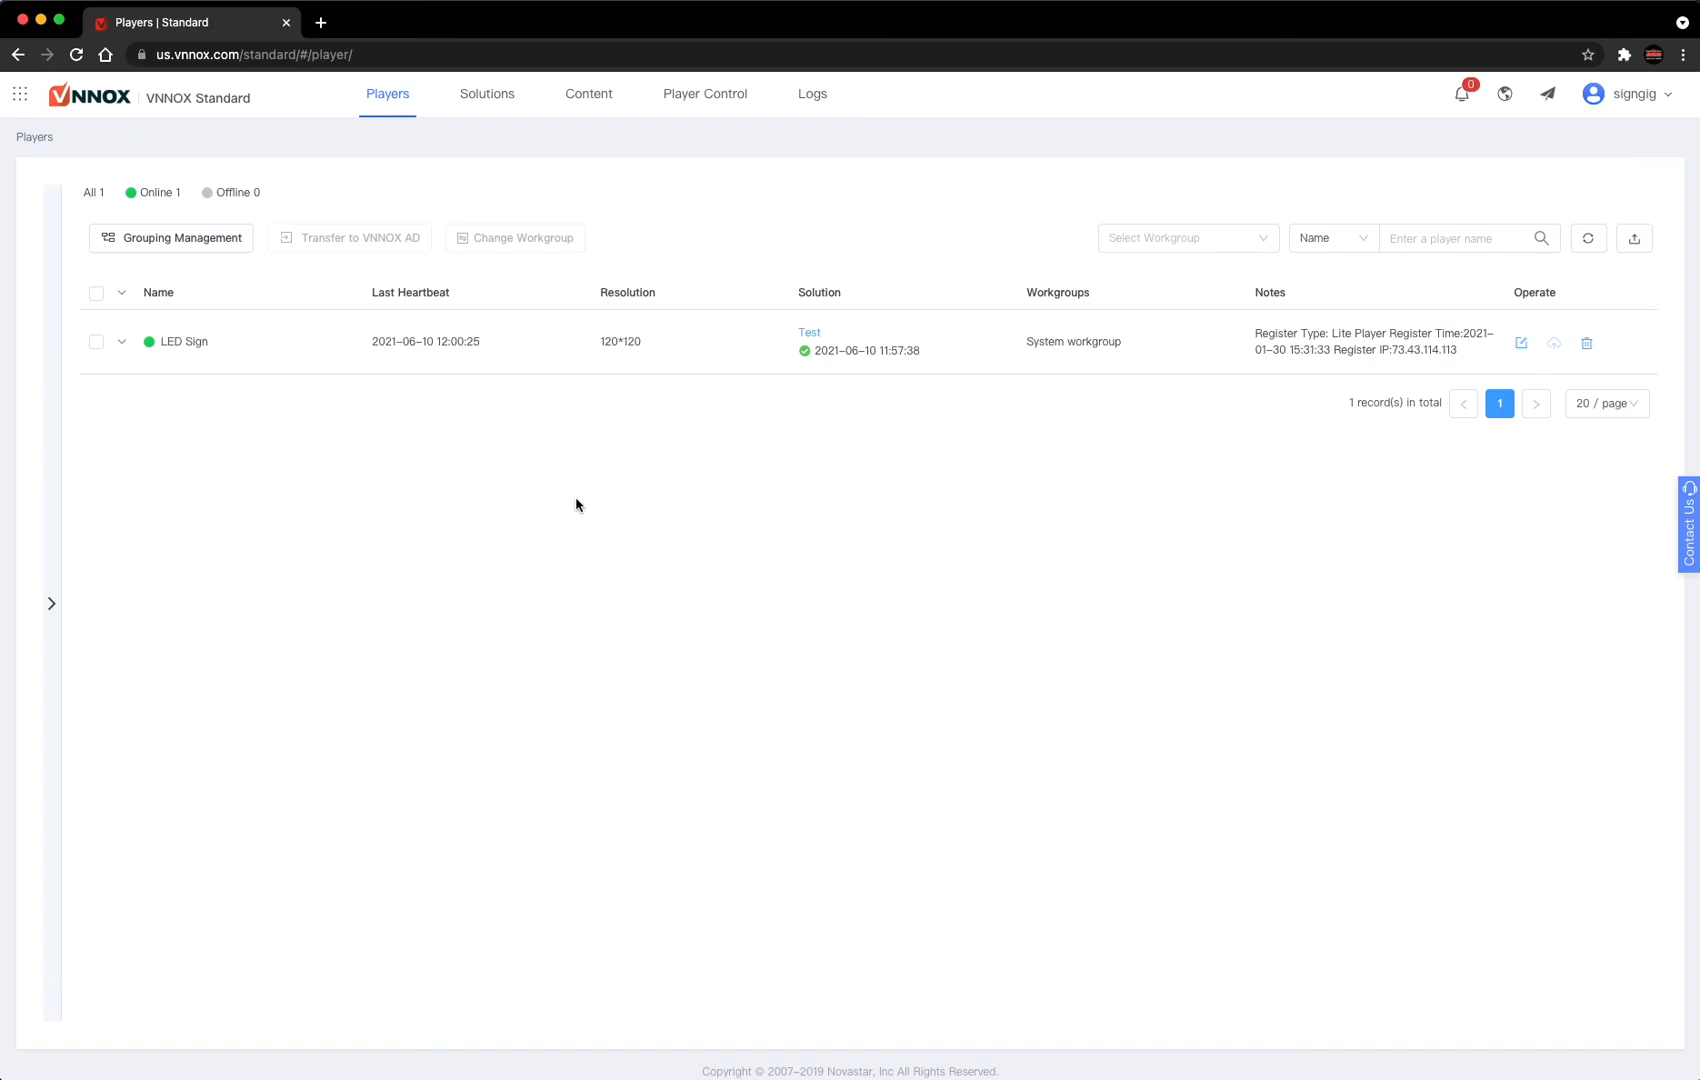 Players | Standard
us.vnnox.com/standard/#/player/
VNNOX VNNOX Standard Players Solutions Content Player Control Logs 0 signgig
Players
All 1 Online 1 Offline 0
Grouping Management Transfer to VNNOX AD Change Workgroup Select Workgroup Name Enter a player name
Name Last Heartbeat Resolution Solution Workgroups Notes Operate
LED Sign 2021-06-10 12:00:25 120*120 Test System workgroup Register Type: Lite Player Register Time:2021-
2021-06-10 11:57:38 01-30 15:31:33 Register IP:73.43.114.113
1 record(s) in total < 1 > 20 / page
Contact Us
Copyright © 2007-2019 Novastar, Inc All Rights Reserved.